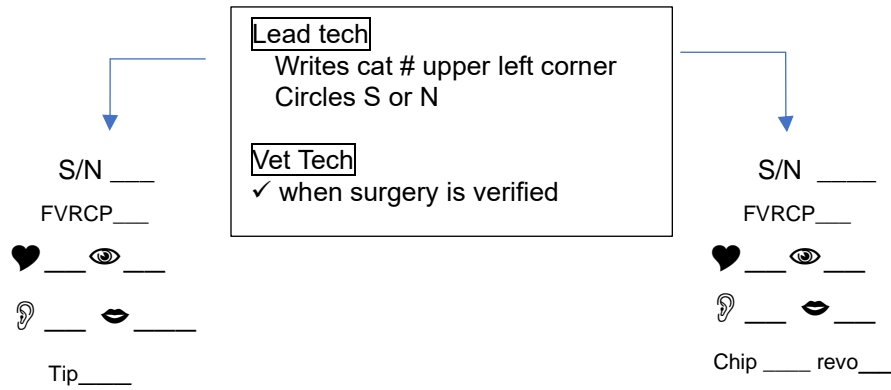 Lead tech
Writes cat # upper left corner
Circles S or N
Vet Tech
✓ when surgery is verified
S/N ___
FVRCP___
___ ___
___ ____
Tip____
S/N ____
FVRCP___
___ ___
___ ___
Chip ____ revo___